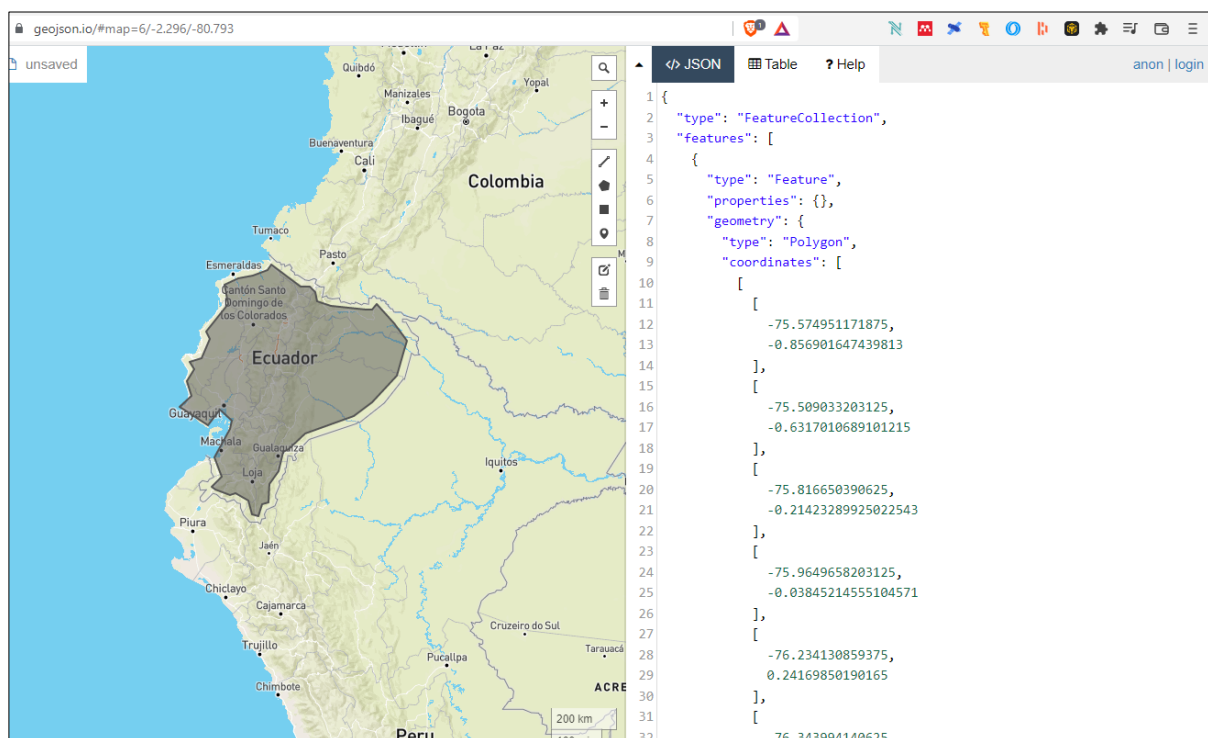 geojson.io/#map=6/-2.296/-80.793
1
unsaved
</> JSON
Table
? Help
anon | login
La Paz
Quibdó
Yopal
Manizales
Ibagué
Bogota
Buenaventura
Cali
Colombia
Tumaco
Pasto
Esmeraldas
Cantón Santo
Domingo de
los Colorados
Ecuador
Guayaquil
Machala
Gualaquiza
Loja
Iquitos
Piura
Jaén
Chiclayo
Cajamarca
Cruzeiro do Sul
Trujillo
Tarauacá
Pucallpa
Chimbote
ACRE
200 km
Peru
+
−
1 {
2 "type": "FeatureCollection",
3 "features": [
4 {
5 "type": "Feature",
6 "properties": {},
7 "geometry": {
8 "type": "Polygon",
9 "coordinates": [
10 [
11 [
12 -75.574951171875,
13 -0.856901647439813
14 ],
15 [
16 -75.509033203125,
17 -0.6317010689101215
18 ],
19 [
20 -75.816650390625,
21 -0.21423289925022543
22 ],
23 [
24 -75.9649658203125,
25 -0.03845214555104571
26 ],
27 [
28 -76.234130859375,
29 0.24169850190165
30 ],
31 [
32 -76.343994140625